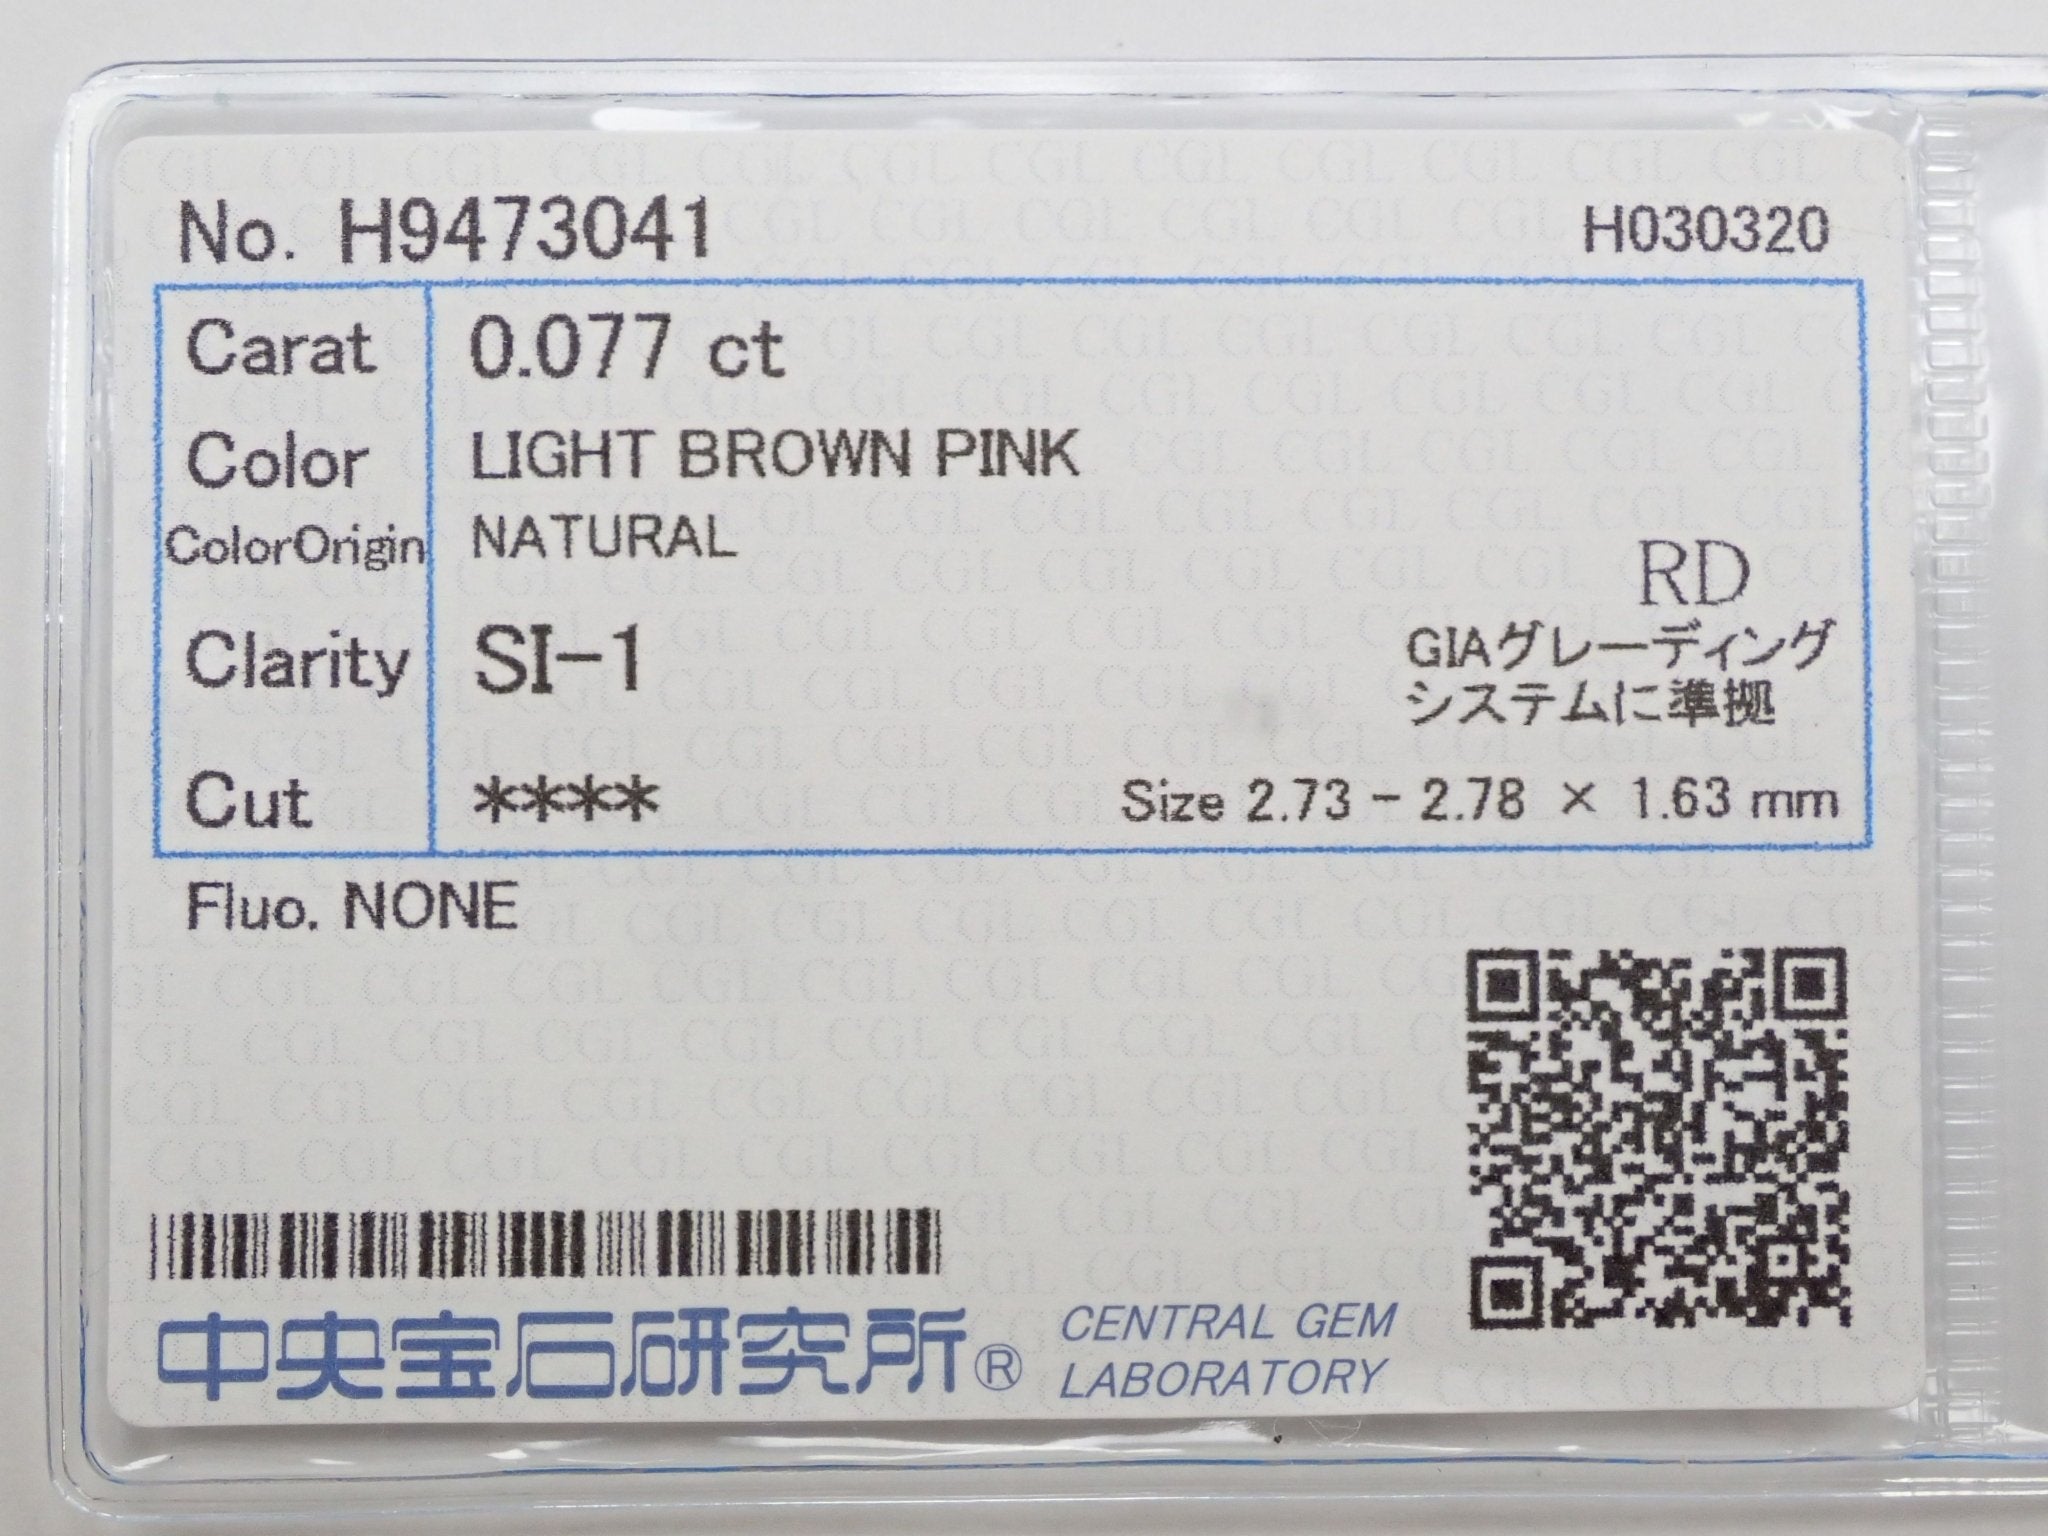 No. H9473041 H030320
Carat 0.077 ct
Color LIGHT BROWN PINK
ColorOrigin NATURAL
RD
Clarity SI-1
GIAグレーディング
システムに準拠
Cut **** Size 2.73 - 2.78 × 1.63 mm
Fluo. NONE
中央宝石研究所® CENTRAL GEM
LABORATORY